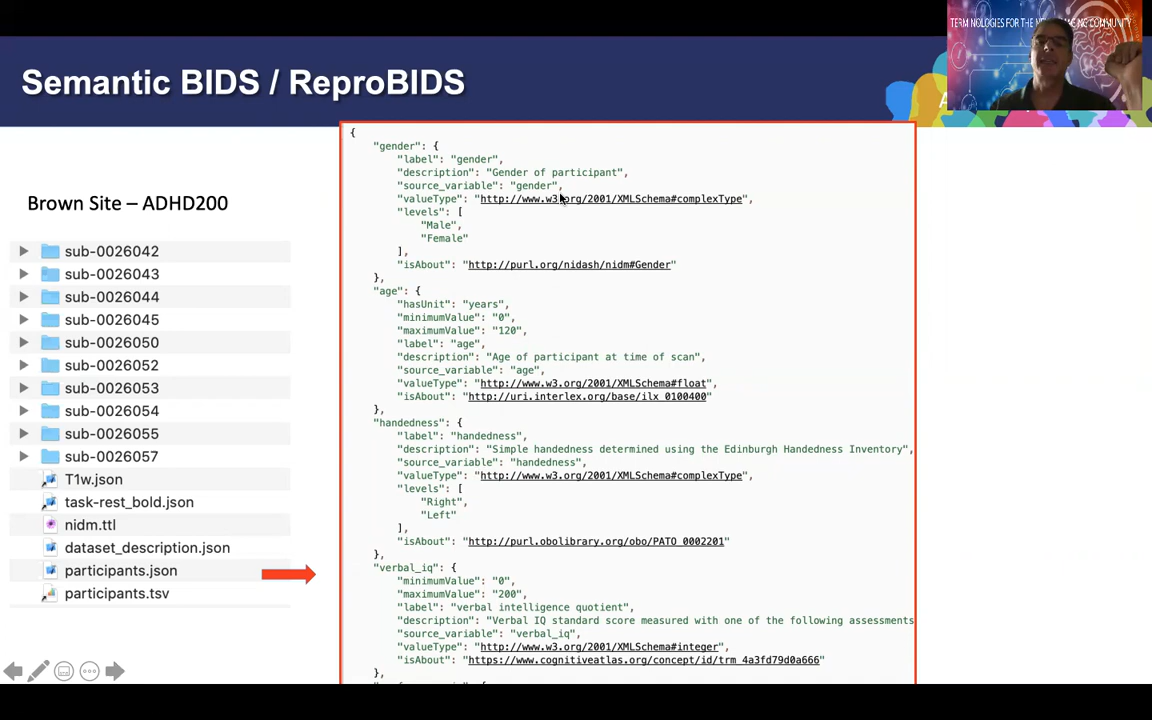 TERMINOLOGIES FOR THE NEUROIMAGING COMMUNITY
Semantic BIDS / ReproBIDS
Brown Site – ADHD200
sub-0026042
sub-0026043
sub-0026044
sub-0026045
sub-0026050
sub-0026052
sub-0026053
sub-0026054
sub-0026055
sub-0026057
T1w.json
task-rest_bold.json
nidm.ttl
dataset_description.json
participants.json
participants.tsv
{
"gender": {
"label": "gender",
"description": "Gender of participant",
"source_variable": "gender",
"valueType": "http://www.w3.org/2001/XMLSchema#complexType",
"levels": [
"Male",
"Female"
],
"isAbout": "http://purl.org/nidash/nidm#Gender"
},
"age": {
"hasUnit": "years",
"minimumValue": "0",
"maximumValue": "120",
"label": "age",
"description": "Age of participant at time of scan",
"source_variable": "age",
"valueType": "http://www.w3.org/2001/XMLSchema#float",
"isAbout": "http://uri.interlex.org/base/ilx_0100400"
},
"handedness": {
"label": "handedness",
"description": "Simple handedness determined using the Edinburgh Handedness Inventory",
"source_variable": "handedness",
"valueType": "http://www.w3.org/2001/XMLSchema#complexType",
"levels": [
"Right",
"Left"
],
"isAbout": "http://purl.obolibrary.org/obo/PATO_0002201"
},
"verbal_iq": {
"minimumValue": "0",
"maximumValue": "200",
"label": "verbal intelligence quotient",
"description": "Verbal IQ standard score measured with one of the following assessments
"source_variable": "verbal_iq",
"valueType": "http://www.w3.org/2001/XMLSchema#integer",
"isAbout": "https://www.cognitiveatlas.org/concept/id/trm_4a3fd79d0a666"
},